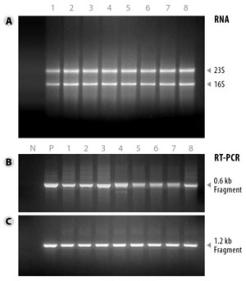 A
1 2 3 4 5 6 7 8
RNA
23S
16S
N P 1 2 3 4 5 6 7 8
B
RT-PCR
0.6 kb
Fragment
C
1.2 kb
Fragment